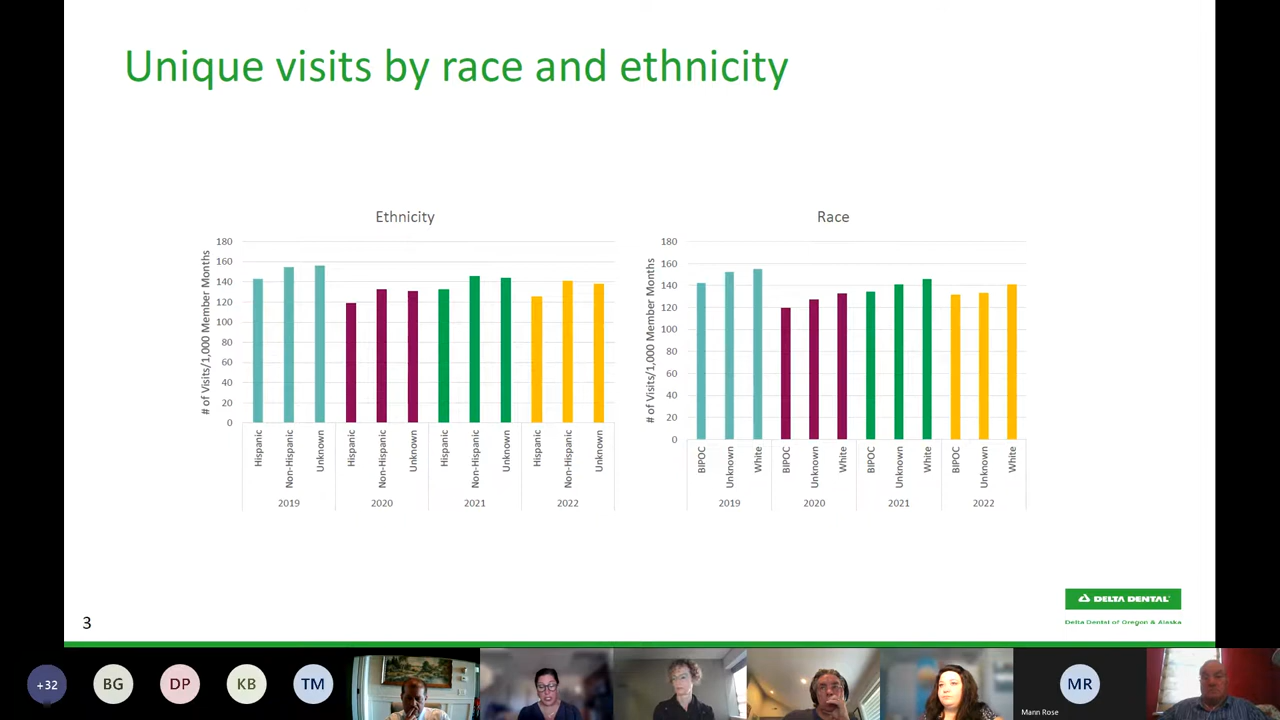 Unique visits by race and ethnicity
Ethnicity
# of Visits/1,000 Member Months
180
160
140
120
100
80
60
40
20
0
Hispanic
Non-Hispanic
Unknown
Hispanic
Non-Hispanic
Unknown
Hispanic
Non-Hispanic
Unknown
Hispanic
Non-Hispanic
Unknown
2019
2020
2021
2022
Race
# of Visits/1,000 Member Months
180
160
140
120
100
80
60
40
20
0
BIPOC
Unknown
White
BIPOC
Unknown
White
BIPOC
Unknown
White
BIPOC
Unknown
White
2019
2020
2021
2022
DELTA DENTAL
Delta Dental of Oregon & Alaska
3
+32
BG
DP
KB
TM
MR
Mann Rose